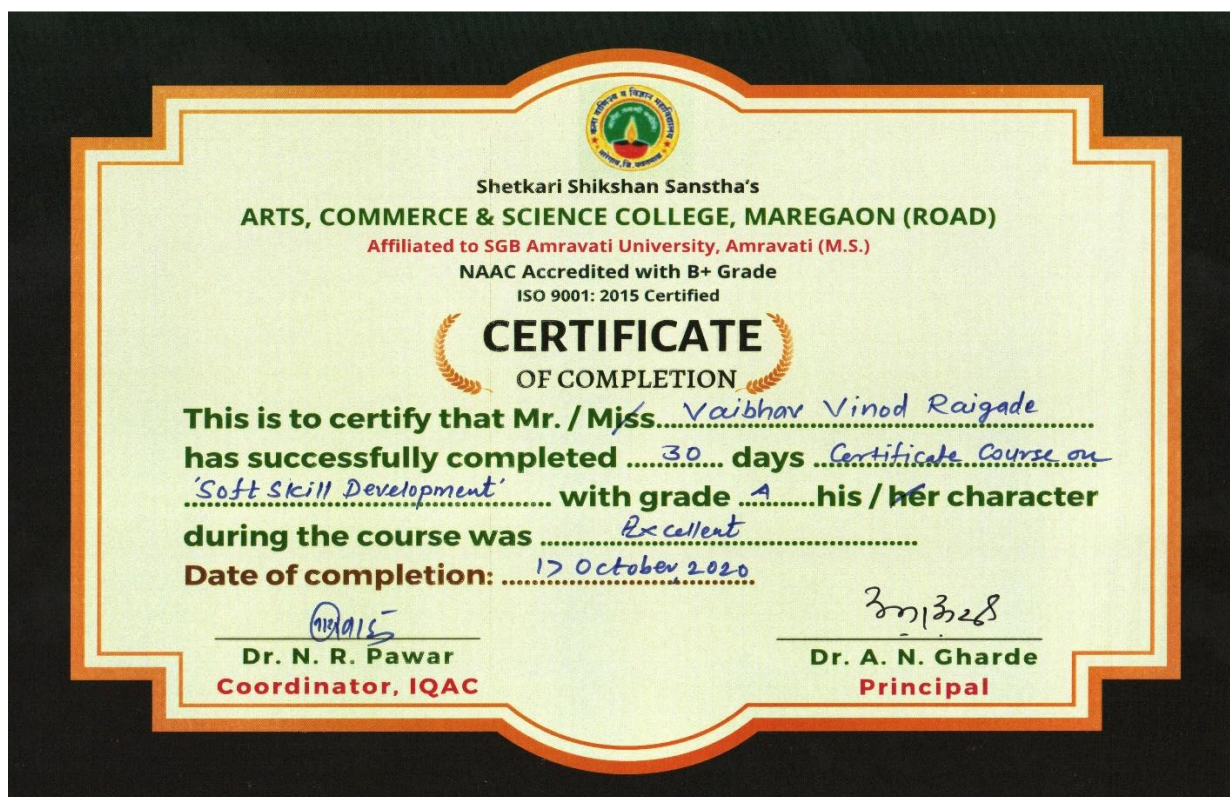 कला वाणिज्य व विज्ञान महाविद्यालय
Shetkari Shikshan Sanstha's
ARTS, COMMERCE & SCIENCE COLLEGE, MAREGAON (ROAD)
Affiliated to SGB Amravati University, Amravati (M.S.)
NAAC Accredited with B+ Grade
ISO 9001: 2015 Certified
CERTIFICATE
OF COMPLETION
This is to certify that Mr. / Miss Vaibhav Vinod Raigade
has successfully completed 30 days Certificate Course on
'Soft Skill Development' with grade A his / her character
during the course was Excellent
Date of completion: 17 October, 2020
Dr. N. R. Pawar
Coordinator, IQAC
Dr. A. N. Gharde
Principal